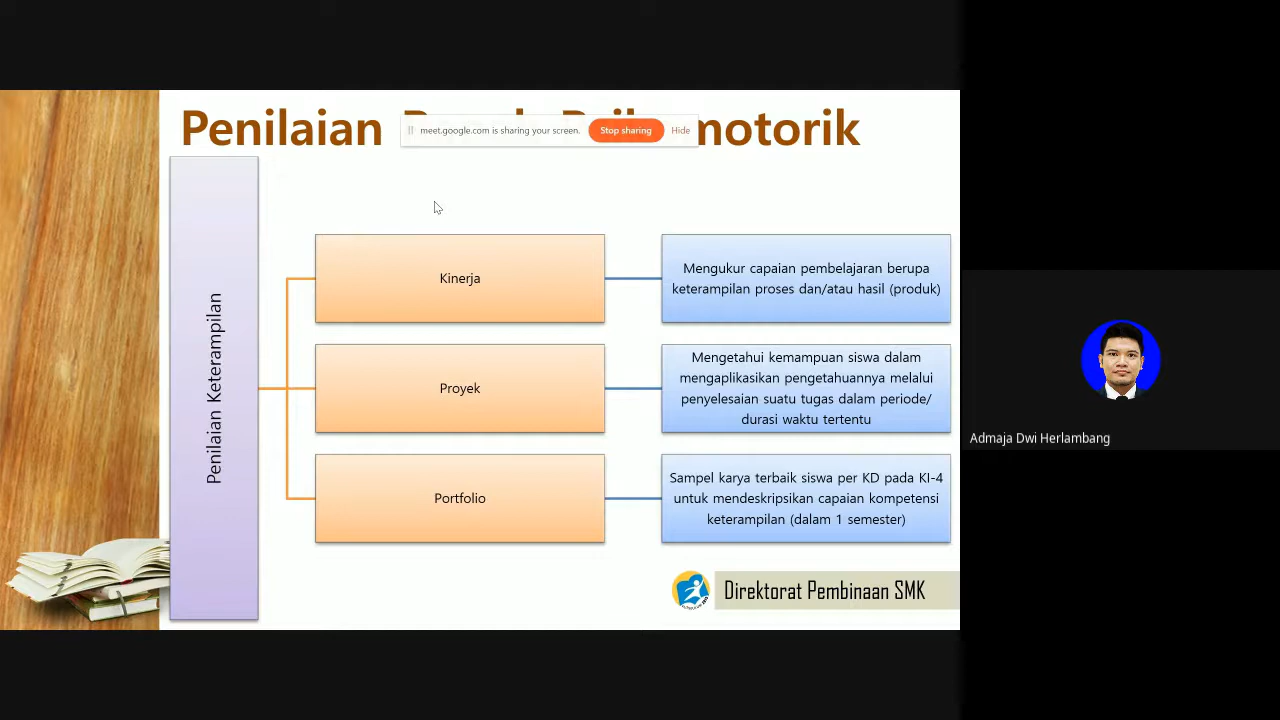 Penilaian motorik
meet.google.com is sharing your screen. Stop sharing Hide
Penilaian Keterampilan
Kinerja
Mengukur capaian pembelajaran berupa
keterampilan proses dan/atau hasil (produk)
Proyek
Mengetahui kemampuan siswa dalam
mengaplikasikan pengetahuannya melalui
penyelesaian suatu tugas dalam periode/
durasi waktu tertentu
Portfolio
Sampel karya terbaik siswa per KD pada KI-4
untuk mendeskripsikan capaian kompetensi
keterampilan (dalam 1 semester)
Direktorat Pembinaan SMK
Admaja Dwi Herlambang